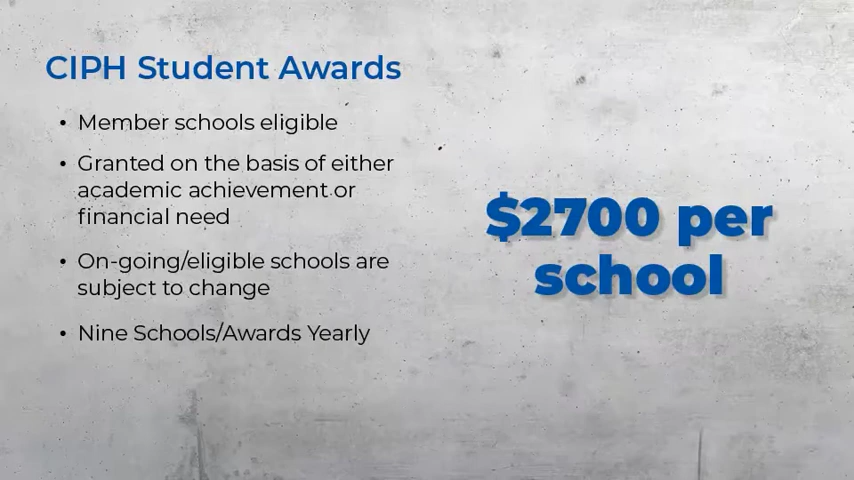 CIPH Student Awards
• Member schools eligible
• Granted on the basis of either
academic achievement or
financial need
• On-going/eligible schools are
subject to change
• Nine Schools/Awards Yearly
$2700 per
school